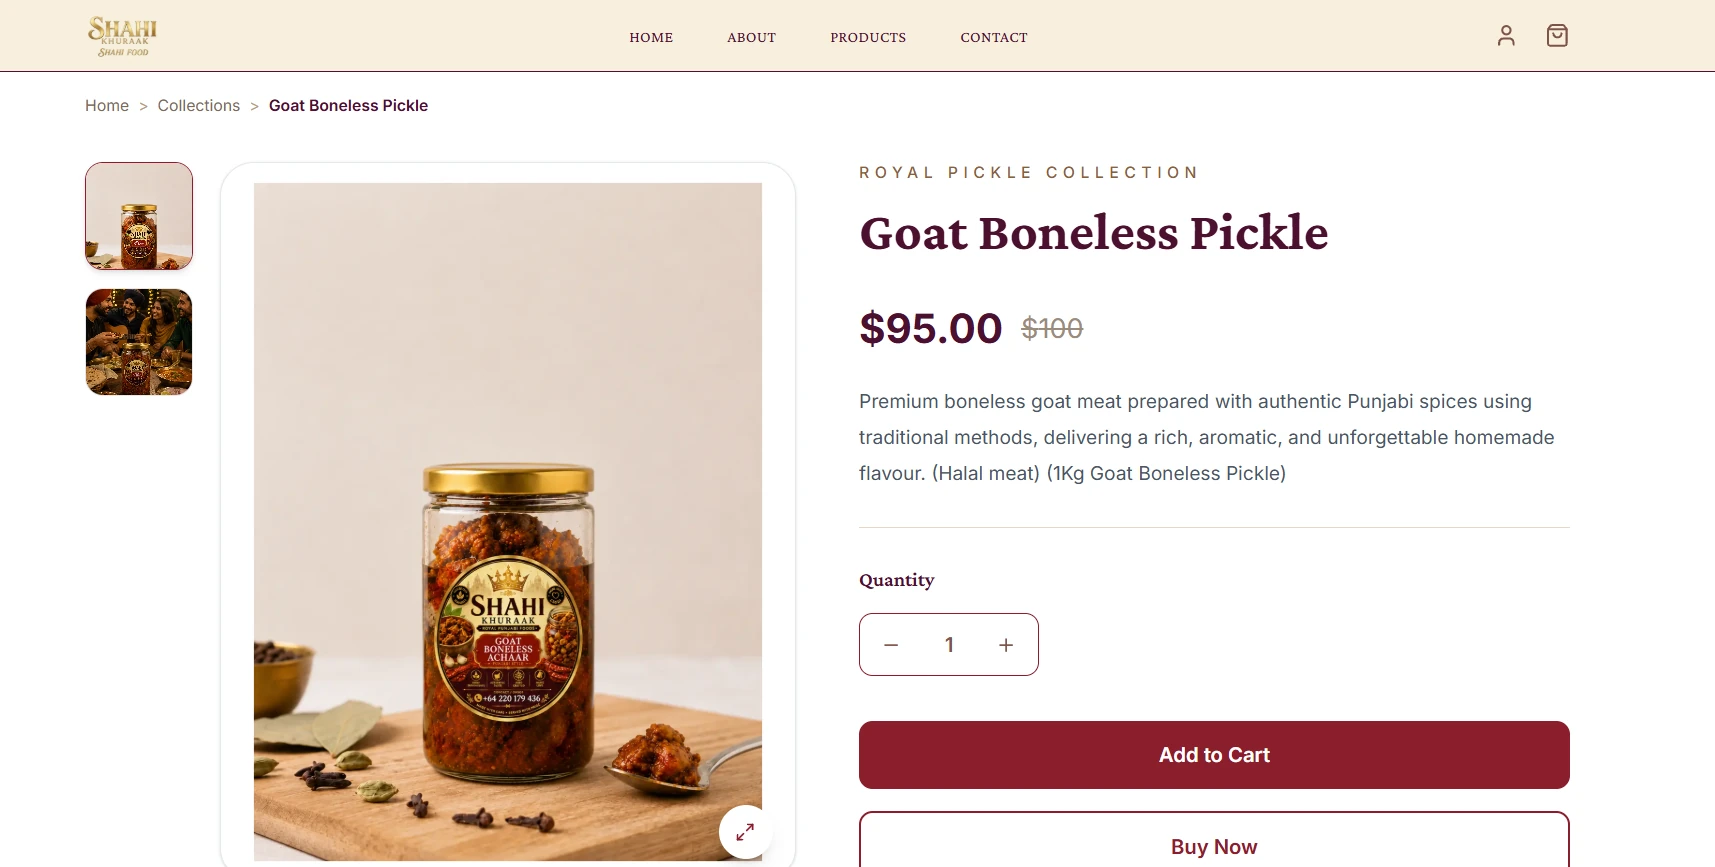 SHAHI
KHURAAK
SHAHI FOOD
HOME
ABOUT
PRODUCTS
CONTACT
Home > Collections > Goat Boneless Pickle
ROYAL PICKLE COLLECTION
Goat Boneless Pickle
$95.00 $100
Premium boneless goat meat prepared with authentic Punjabi spices using
traditional methods, delivering a rich, aromatic, and unforgettable homemade
flavour. (Halal meat) (1Kg Goat Boneless Pickle)
Quantity
− 1 +
Add to Cart
Buy Now
SHAHI
KHURAAK
ROYAL PUNJABI FOODS
GOAT
BONELESS
ACHAAR
+64 220 179 436